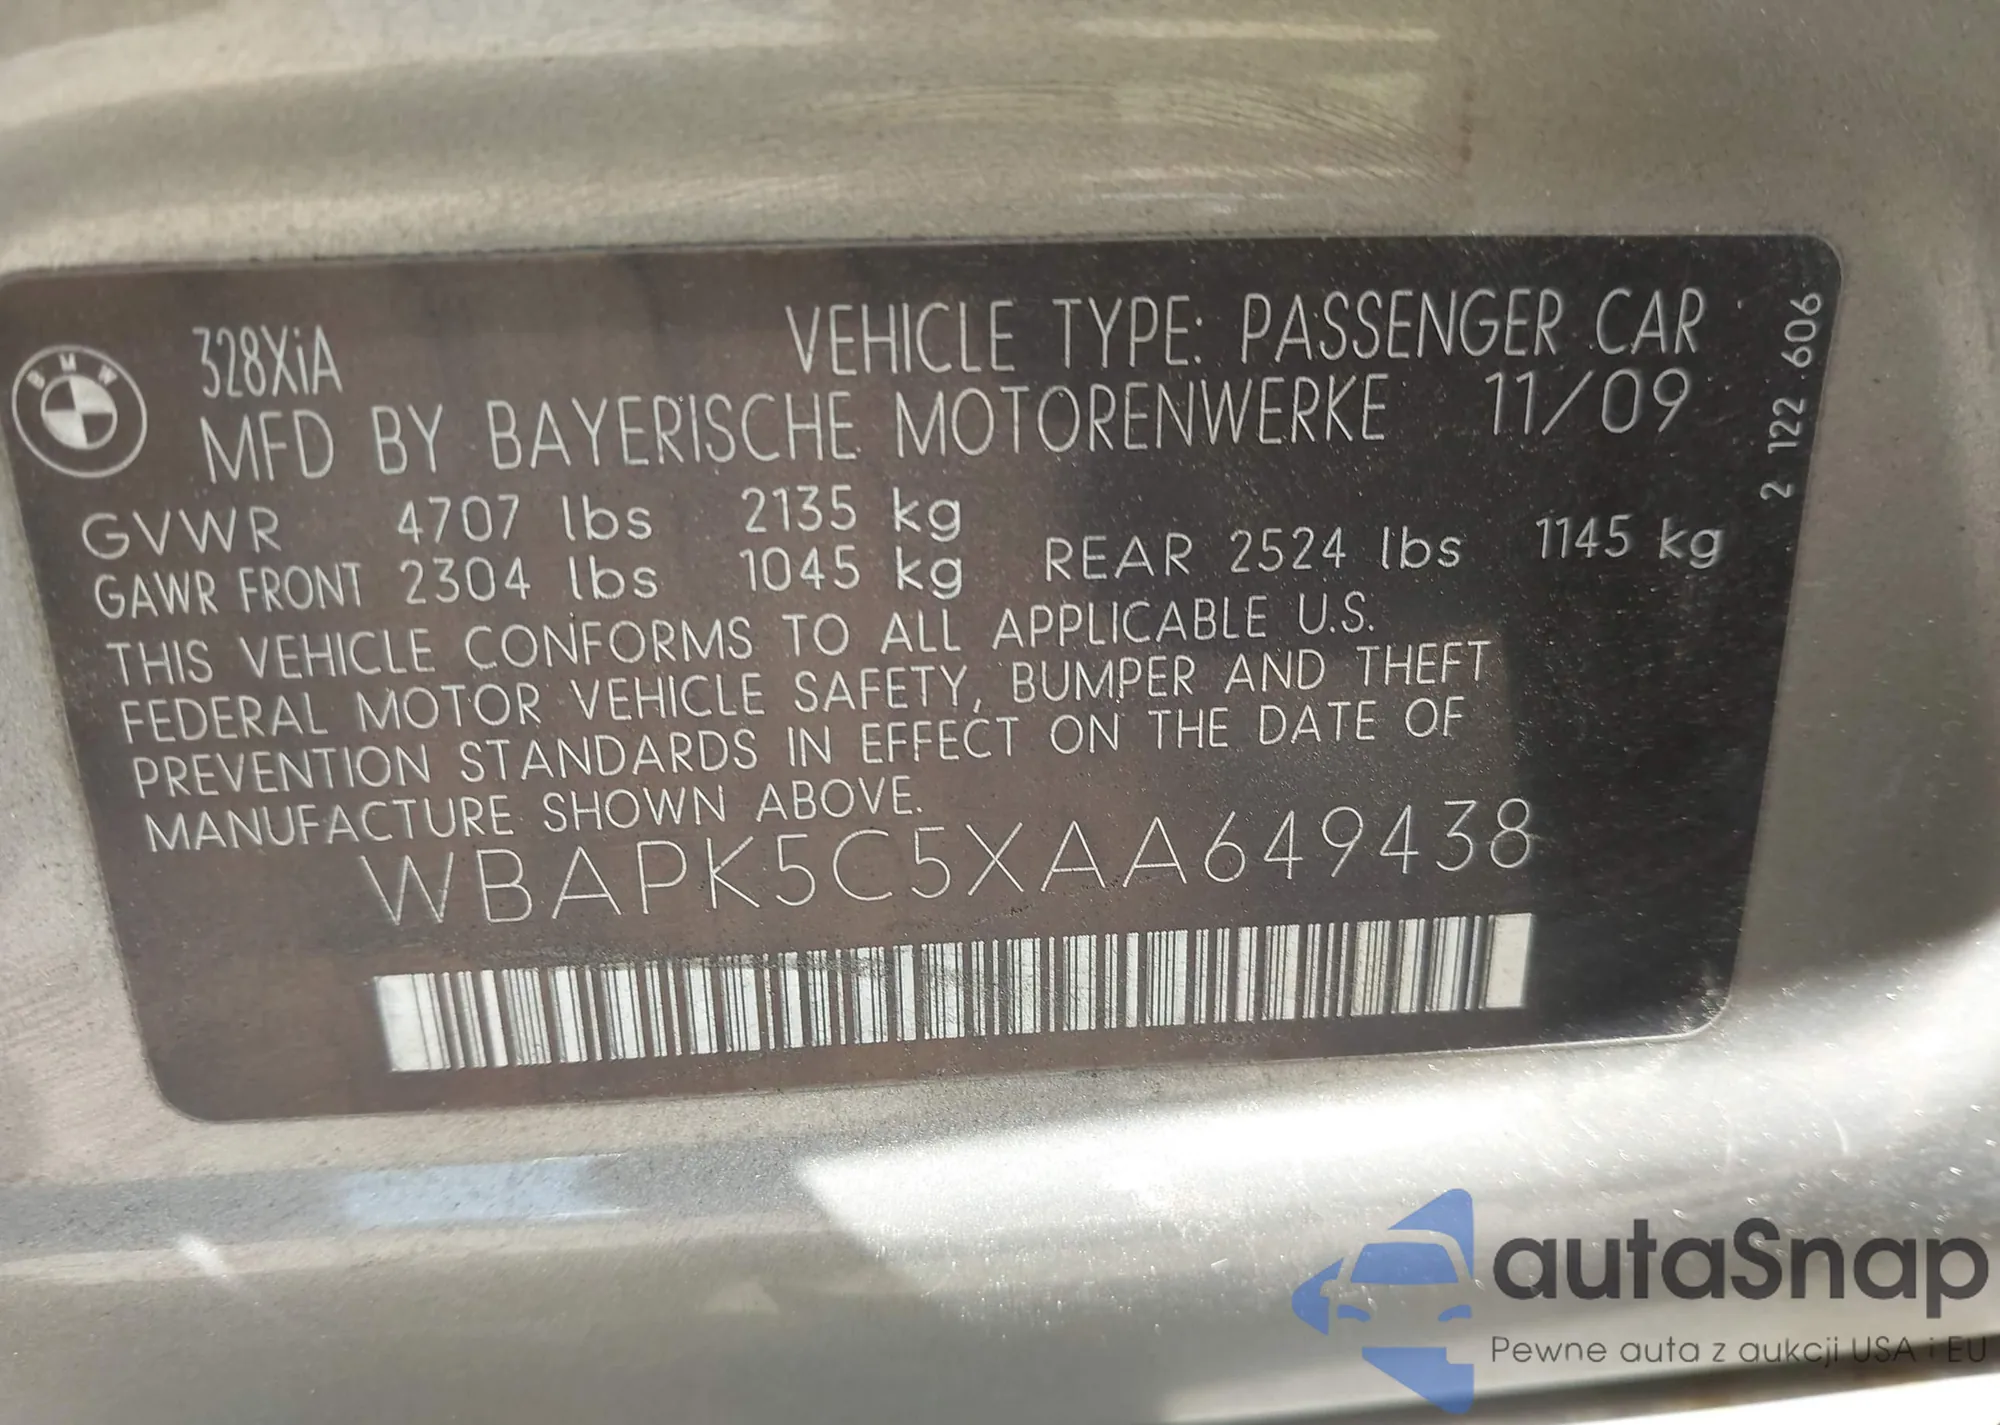 BMW
328XiA
VEHICLE TYPE: PASSENGER CAR
MFD BY BAYERISCHE MOTORENWERKE 11/09
GVWR 4707 lbs 2135 kg
GAWR FRONT 2304 lbs 1045 kg REAR 2524 lbs 1145 kg
THIS VEHICLE CONFORMS TO ALL APPLICABLE U.S.
FEDERAL MOTOR VEHICLE SAFETY, BUMPER AND THEFT
PREVENTION STANDARDS IN EFFECT ON THE DATE OF
MANUFACTURE SHOWN ABOVE.
WBAPK5C5XAA649438
2 122 606
autaSnap
Pewne auta z aukcji USA i EU